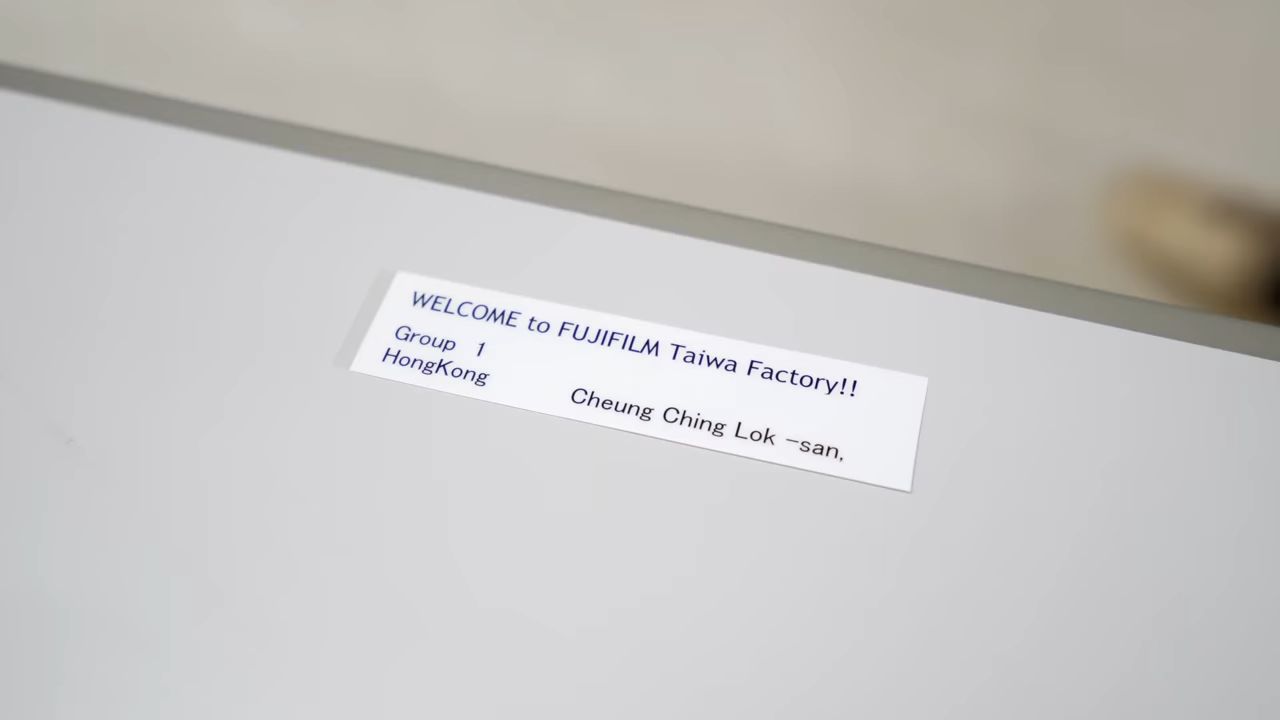 WELCOME to FUJIFILM Taiwa Factory!!
Group 1
HongKong
Cheung Ching Lok -san,